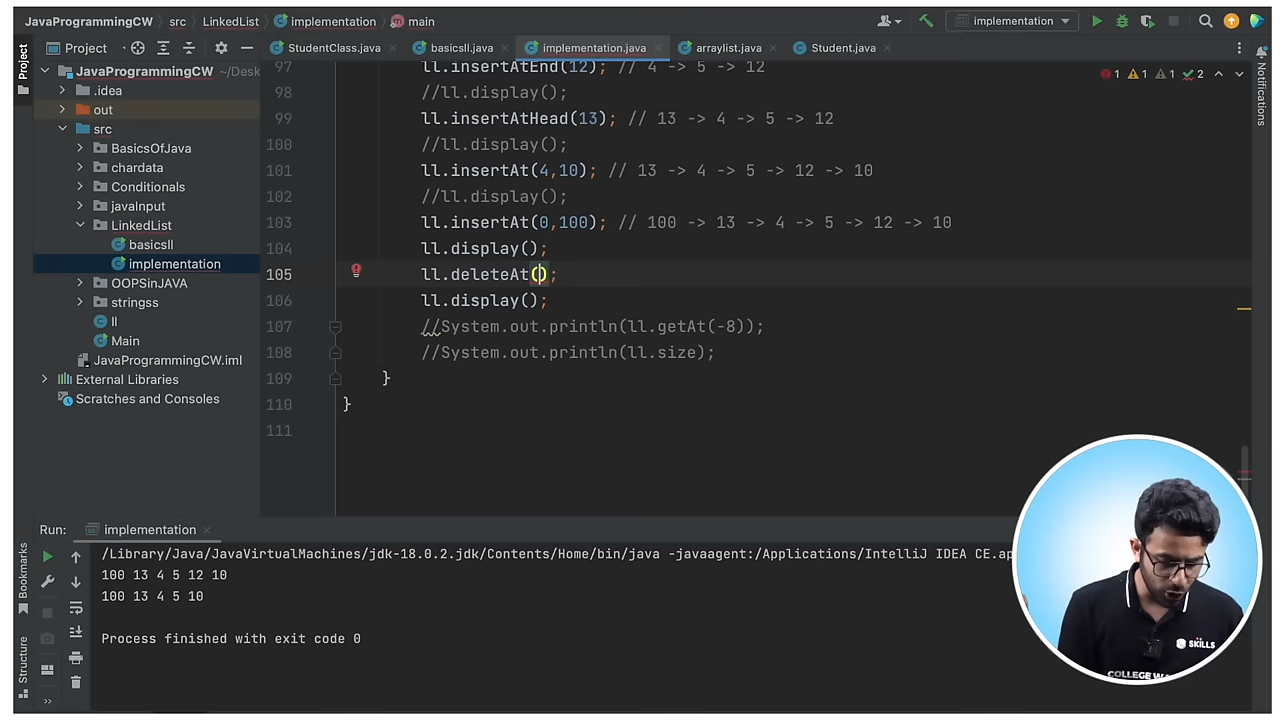 JavaProgrammingCW src LinkedList implementation main implementation
Project StudentClass.java basicsll.java implementation.java arraylist.java Student.java
Project
Notifications
Bookmarks
Structure
JavaProgrammingCW ~/Desk
.idea
out
src
BasicsOfJava
chardata
Conditionals
javaInput
LinkedList
basicsll
implementation
OOPSinJAVA
stringss
ll
Main
JavaProgrammingCW.iml
External Libraries
Scratches and Consoles
1 1 1 2
97 ll.insertAtEnd(12); // 4 -> 5 -> 12
98 //ll.display();
99 ll.insertAtHead(13); // 13 -> 4 -> 5 -> 12
100 //ll.display();
101 ll.insertAt(4,10); // 13 -> 4 -> 5 -> 12 -> 10
102 //ll.display();
103 ll.insertAt(0,100); // 100 -> 13 -> 4 -> 5 -> 12 -> 10
104 ll.display();
105 ll.deleteAt();
106 ll.display();
107 //System.out.println(ll.getAt(-8));
108 //System.out.println(ll.size);
109 }
110 }
111
Run: implementation
/Library/Java/JavaVirtualMachines/jdk-18.0.2.jdk/Contents/Home/bin/java -javaagent:/Applications/IntelliJ IDEA CE.ap
100 13 4 5 12 10
100 13 4 5 10
Process finished with exit code 0
SKILLS
COLLEGE